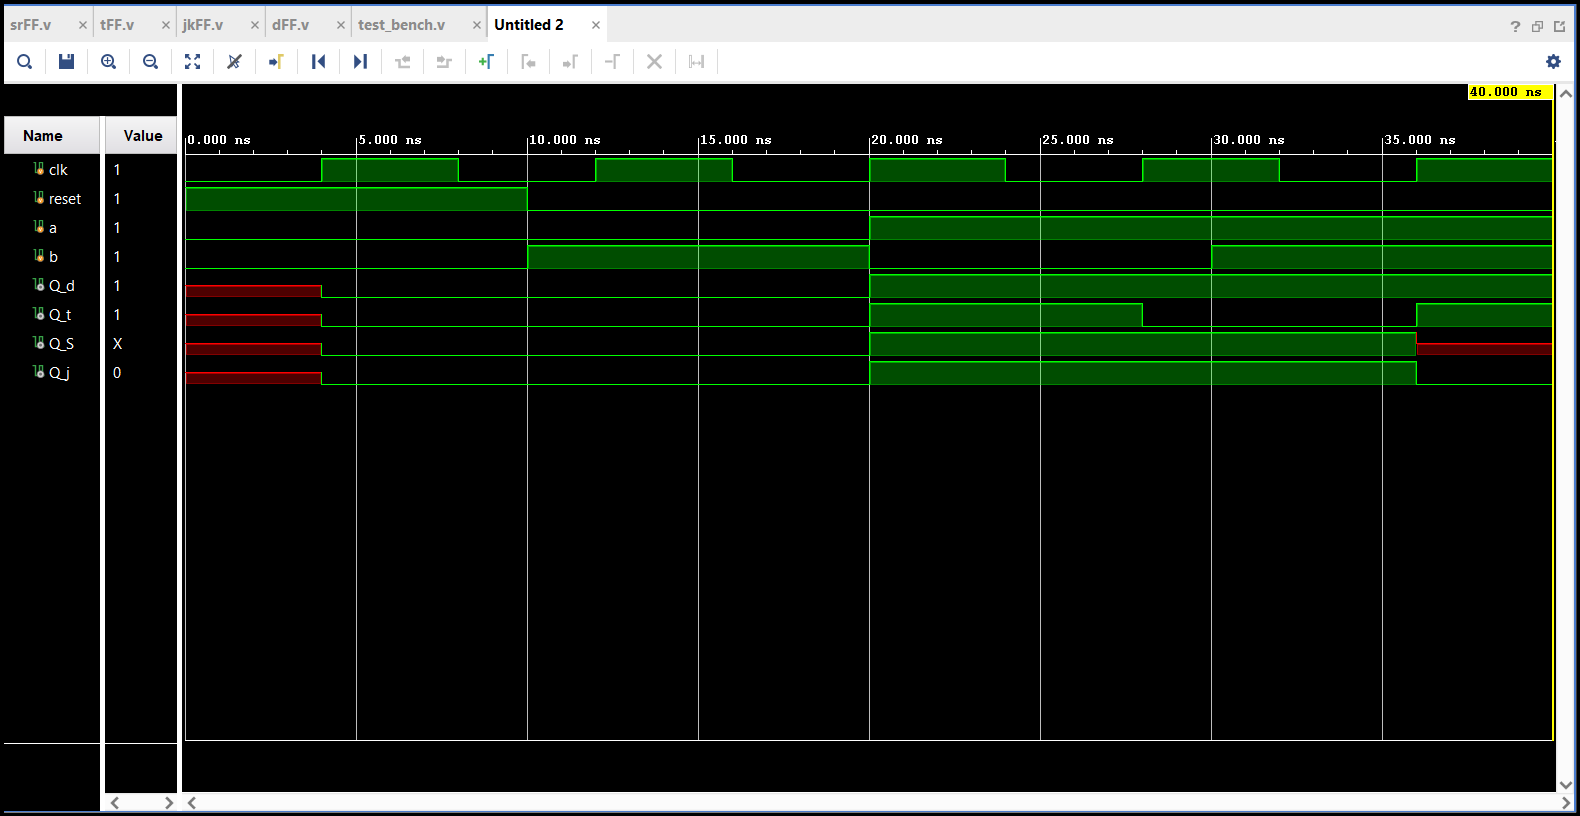 srFF.v × tFF.v × jkFF.v × dFF.v × test_bench.v × Untitled 2 ×
?
40.000 ns
Name Value
0.000 ns 5.000 ns 10.000 ns 15.000 ns 20.000 ns 25.000 ns 30.000 ns 35.000 ns
clk 1
reset 1
a 1
b 1
Q_d 1
Q_t 1
Q_S X
Q_j 0